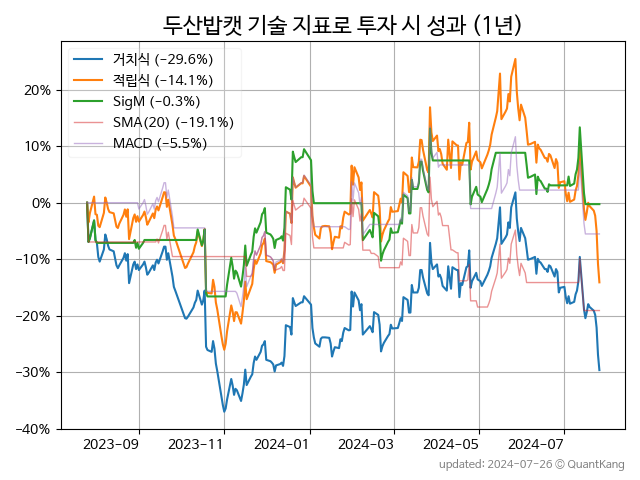 두산밥캣 기술 지표로 투자 시 성과 (1년)
거치식 (−29.6%)
적립식 (−14.1%)
SigM (−0.3%)
SMA(20) (−19.1%)
MACD (−5.5%)
20%
10%
0%
−10%
−20%
−30%
−40%
2023-09
2023-11
2024-01
2024-03
2024-05
2024-07
updated: 2024-07-26 © QuantKang